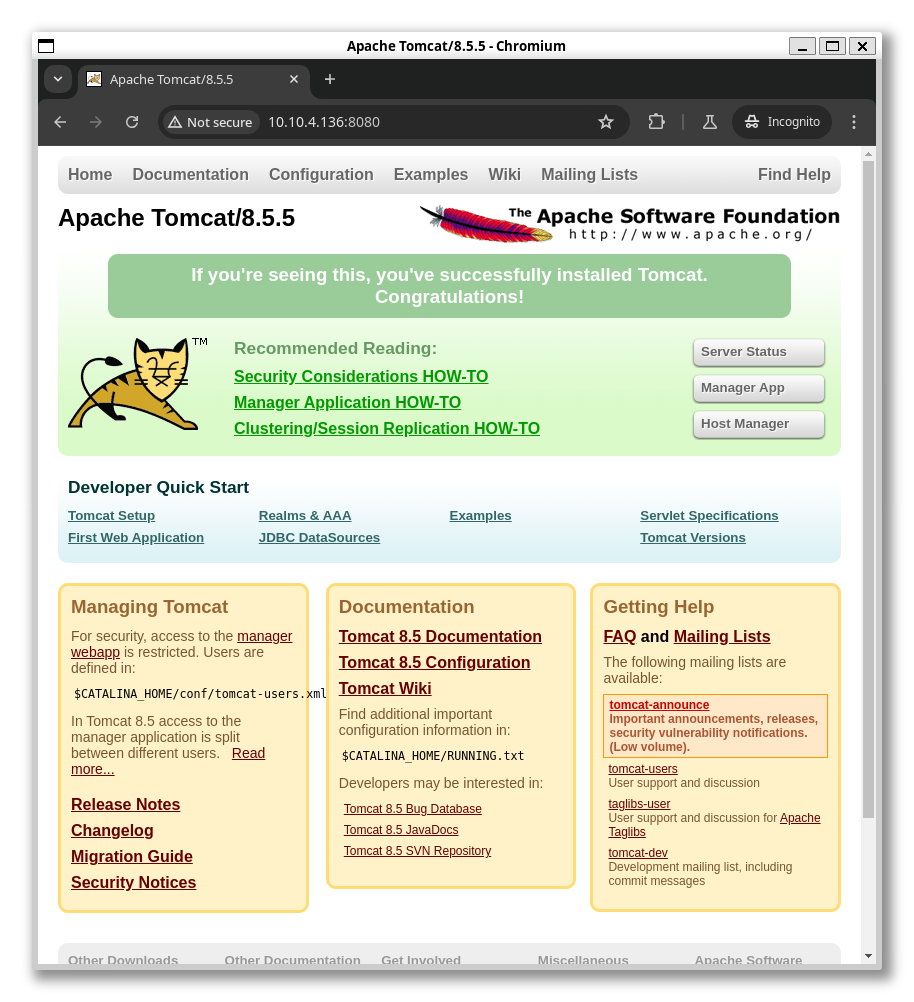 Apache Tomcat/8.5.5 - Chromium
Apache Tomcat/8.5.5
Not secure 10.10.4.136:8080 Incognito
Home Documentation Configuration Examples Wiki Mailing Lists Find Help
Apache Tomcat/8.5.5
The Apache Software Foundation
http://www.apache.org/
If you're seeing this, you've successfully installed Tomcat.
Congratulations!
TM
Recommended Reading:
Security Considerations HOW-TO
Manager Application HOW-TO
Clustering/Session Replication HOW-TO
Server Status
Manager App
Host Manager
Developer Quick Start
Tomcat Setup Realms & AAA Examples Servlet Specifications
First Web Application JDBC DataSources Tomcat Versions
Managing Tomcat
For security, access to the manager
webapp is restricted. Users are
defined in:
$CATALINA_HOME/conf/tomcat-users.xml
In Tomcat 8.5 access to the
manager application is split
between different users. Read
more...
Release Notes
Changelog
Migration Guide
Security Notices
Documentation
Tomcat 8.5 Documentation
Tomcat 8.5 Configuration
Tomcat Wiki
Find additional important
configuration information in:
$CATALINA_HOME/RUNNING.txt
Developers may be interested in:
Tomcat 8.5 Bug Database
Tomcat 8.5 JavaDocs
Tomcat 8.5 SVN Repository
Getting Help
FAQ and Mailing Lists
The following mailing lists are
available:
tomcat-announce
Important announcements, releases,
security vulnerability notifications.
(Low volume).
tomcat-users
User support and discussion
taglibs-user
User support and discussion for Apache
Taglibs
tomcat-dev
Development mailing list, including
commit messages
Other Downloads Other Documentation Get Involved Miscellaneous Apache Software